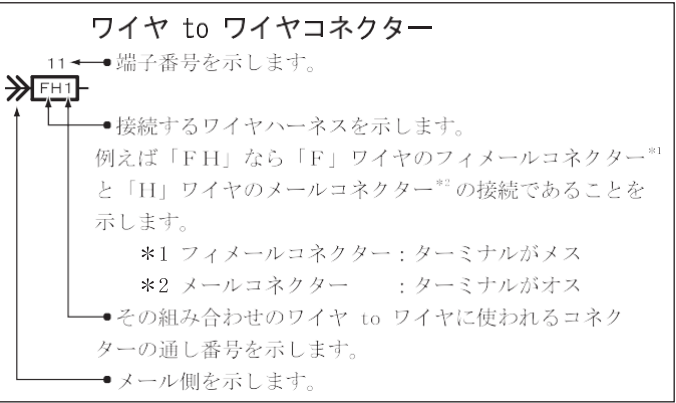 ワイヤ to ワイヤコネクター
11
●端子番号を示します。
FH1
●接続するワイヤハーネスを示します。
例えば「FH」なら「F」ワイヤのフィメールコネクター*1
と「H」ワイヤのメールコネクター*2の接続であることを
示します。
*1 フィメールコネクター:ターミナルがメス
*2 メールコネクター :ターミナルがオス
●その組み合わせのワイヤ to ワイヤに使われるコネク
ターの通し番号を示します。
●メール側を示します。